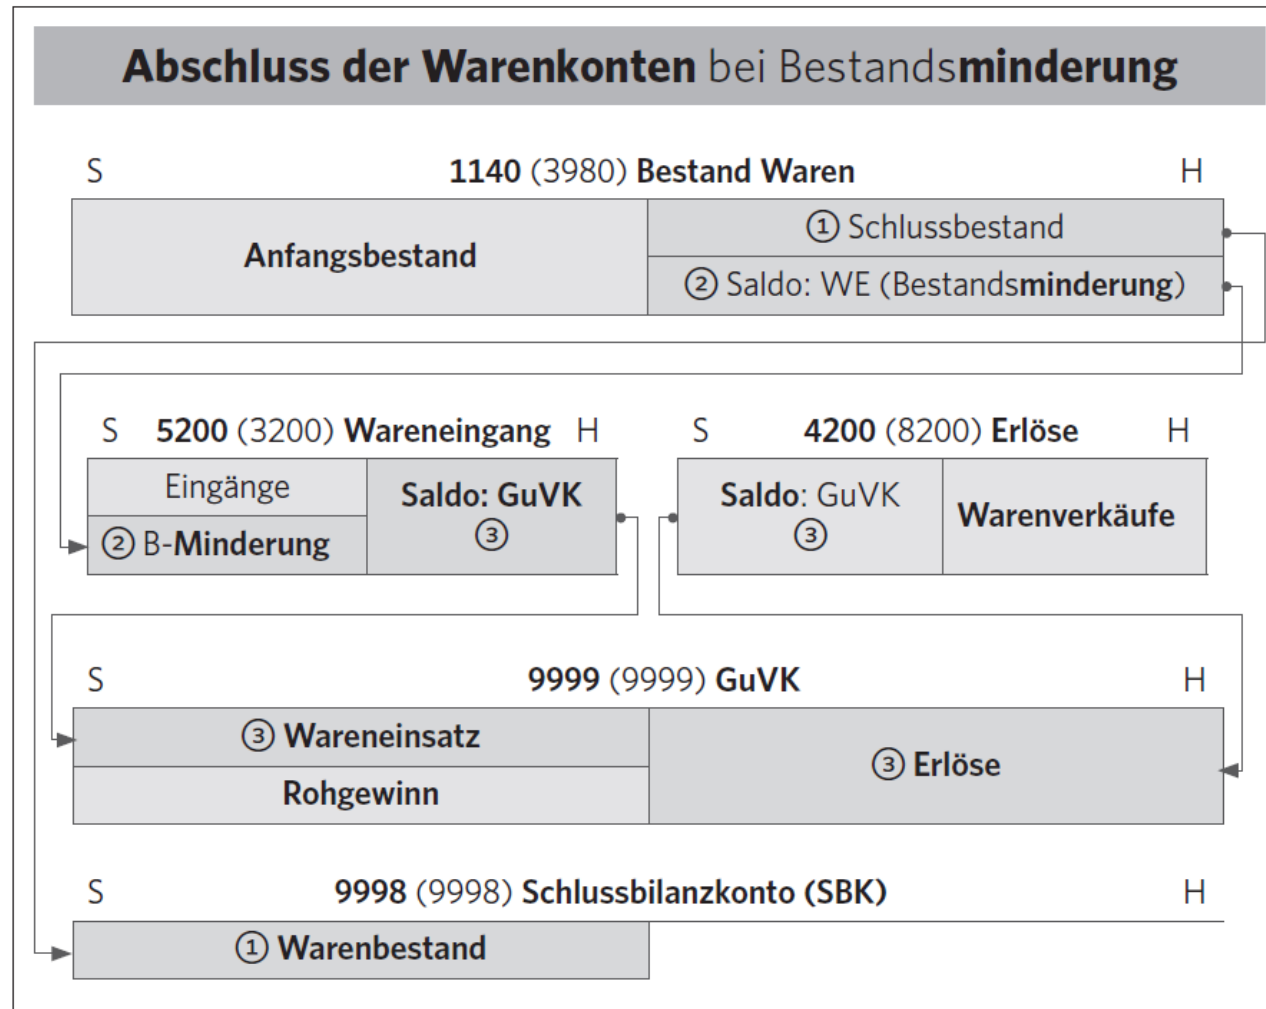 Abschluss der Warenkonten bei Bestandsminderung
S 1140 (3980) Bestand Waren H
Anfangsbestand
① Schlussbestand
② Saldo: WE (Bestandsminderung)
S 5200 (3200) Wareneingang H
Eingänge
② B-Minderung
Saldo: GuVK
③
S 4200 (8200) Erlöse H
Saldo: GuVK
③
Warenverkäufe
S 9999 (9999) GuVK H
③ Wareneinsatz
Rohgewinn
③ Erlöse
S 9998 (9998) Schlussbilanzkonto (SBK) H
① Warenbestand